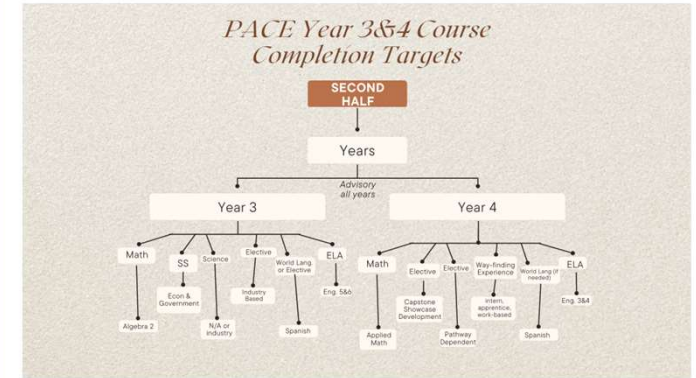 PACE Year 3&4 Course
Completion Targets
SECOND
HALF
Years
Advisory
all years
Year 3
Year 4
Math
SS
Science
Elective
World Lang.
or Elective
ELA
Math
Elective
Elective
Way-finding
Experience
World Lang (if
needed)
ELA
Econ &
Government
Industry
Based
Eng. 5&6
Capstone
Showcase
Development
Intern,
apprentice,
work-based
Eng. 3&4
Algebra 2
N/A or
industry
Spanish
Applied
Math
Pathway
Dependent
Spanish